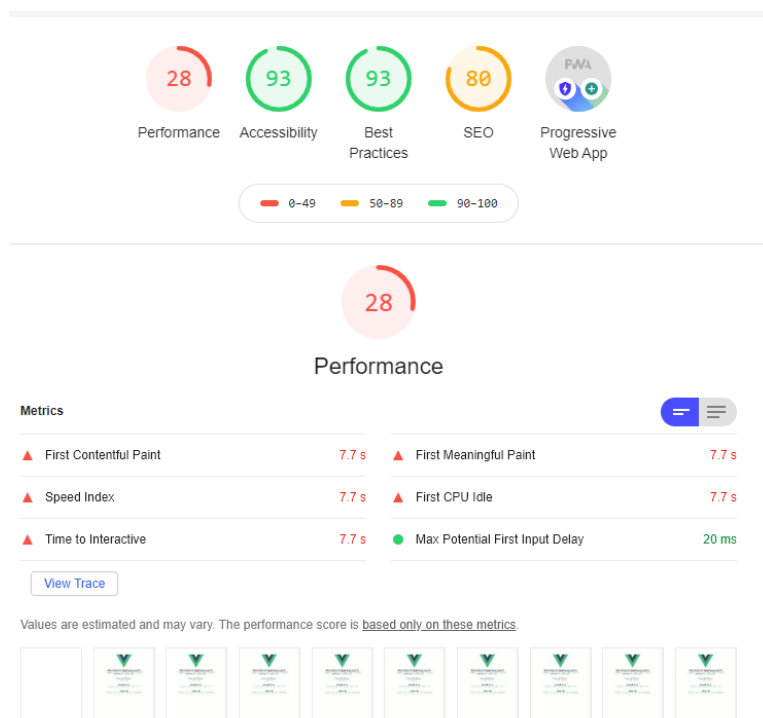 PWA
28
93
93
80
Performance
Accessibility
Best
Practices
SEO
Progressive
Web App
0-49
50-89
90-100
28
Performance
Metrics
First Contentful Paint
7.7 s
First Meaningful Paint
7.7 s
Speed Index
7.7 s
First CPU Idle
7.7 s
Time to Interactive
7.7 s
Max Potential First Input Delay
20 ms
View Trace
Values are estimated and may vary. The performance score is based only on these metrics.